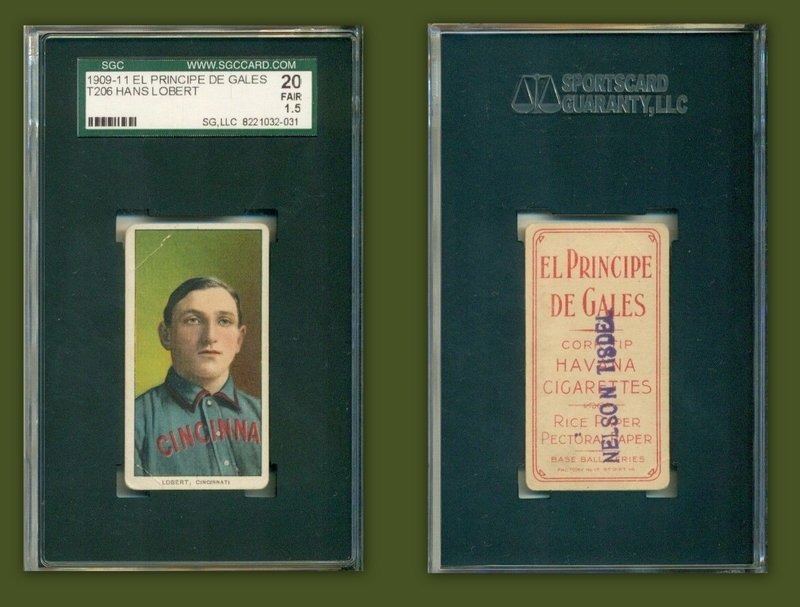 SGC WWW.SGCCARD.COM
1909-11 EL PRINCIPE DE GALES 20
T206 HANS LOBERT FAIR
1.5
SG,LLC 8221032-031
CINCINNA
LOBERT, CINCINNATI
SPORTSCARD
GUARANTY, LLC
EL PRINCIPE
DE GALES
CORK TIP
HAVANA
CIGARETTES
RICE PAPER
PECTORAL PAPER
BASE BALL SERIES
NELSON TISDEL